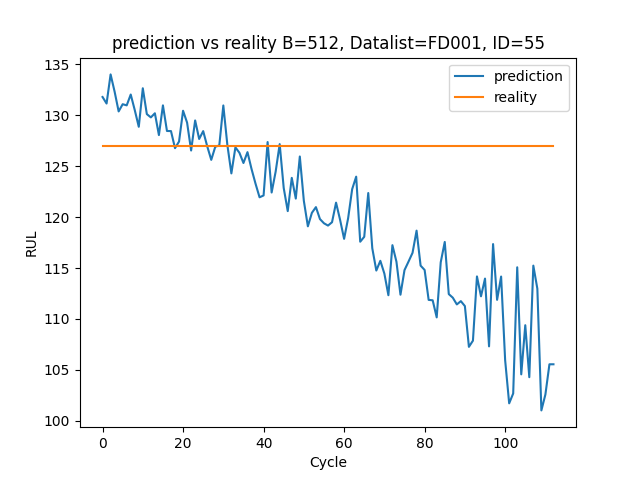 prediction vs reality B=512, Datalist=FD001, ID=55
prediction
reality
135
130
125
120
115
110
105
100
RUL
0 20 40 60 80 100
Cycle